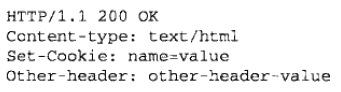 HTTP/1.1 200 OK
Content-type: text/html
Set-Cookie: name=value
Other-header: other-header-value